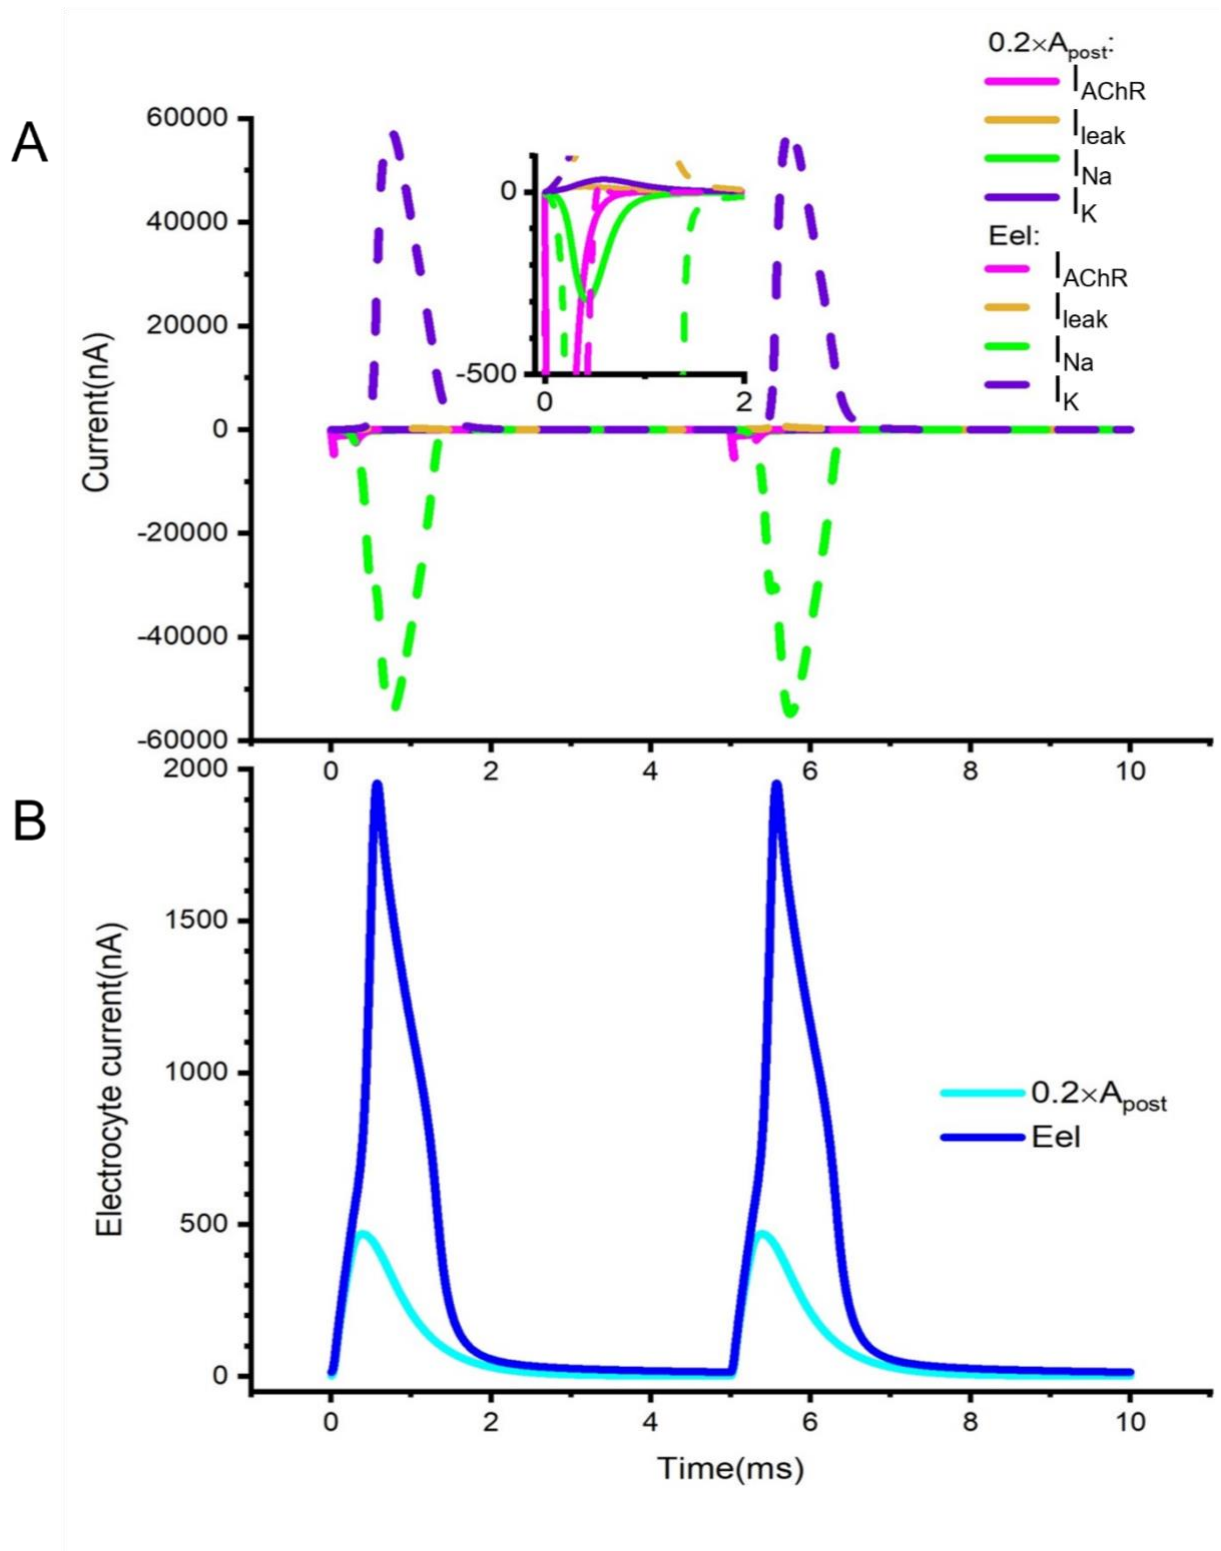 A
0.2×Apost:
IAChR
Ileak
INa
IK
Eel:
IAChR
Ileak
INa
IK
Current(nA)
60000
40000
20000
0
-20000
-40000
-60000
0
-500
0 2
0 2 4 6 8 10
B
Electrocyte current(nA)
2000
1500
1000
500
0
0.2×Apost
Eel
0 2 4 6 8 10
Time(ms)